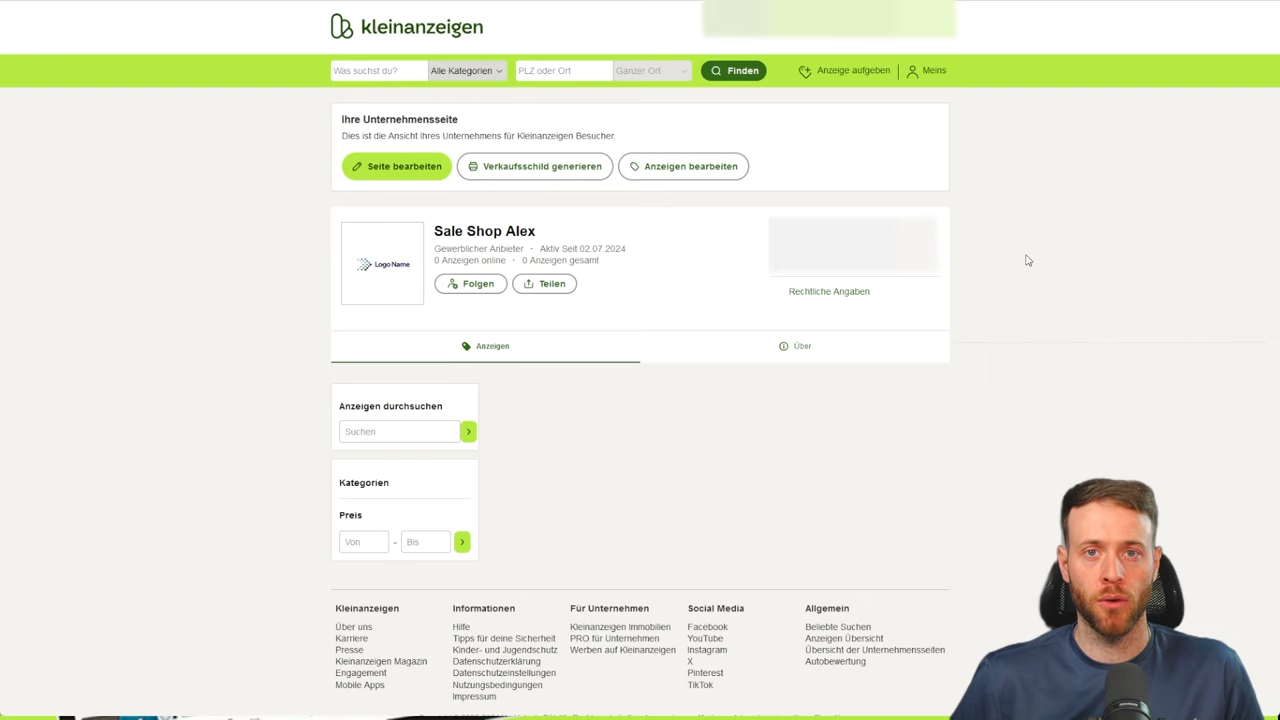 kleinanzeigen
Was suchst du?
Alle Kategorien
PLZ oder Ort
Ganzer Ort
Finden
Anzeige aufgeben
Meins
Ihre Unternehmensseite
Dies ist die Ansicht Ihres Unternehmens für Kleinanzeigen Besucher.
Seite bearbeiten
Verkaufsschild generieren
Anzeigen bearbeiten
Logo Name
Sale Shop Alex
Gewerblicher Anbieter · Aktiv Seit 02.07.2024
0 Anzeigen online · 0 Anzeigen gesamt
Folgen
Teilen
Rechtliche Angaben
Anzeigen
Über
Anzeigen durchsuchen
Suchen
Kategorien
Preis
Von - Bis
Kleinanzeigen
Über uns
Karriere
Presse
Kleinanzeigen Magazin
Engagement
Mobile Apps
Informationen
Hilfe
Tipps für deine Sicherheit
Kinder- und Jugendschutz
Datenschutzerklärung
Datenschutzeinstellungen
Nutzungsbedingungen
Impressum
Für Unternehmen
Kleinanzeigen Immobilien
PRO für Unternehmen
Werben auf Kleinanzeigen
Social Media
Facebook
YouTube
Instagram
X
Pinterest
TikTok
Allgemein
Beliebte Suchen
Anzeigen Übersicht
Übersicht der Unternehmensseiten
Autobewertung